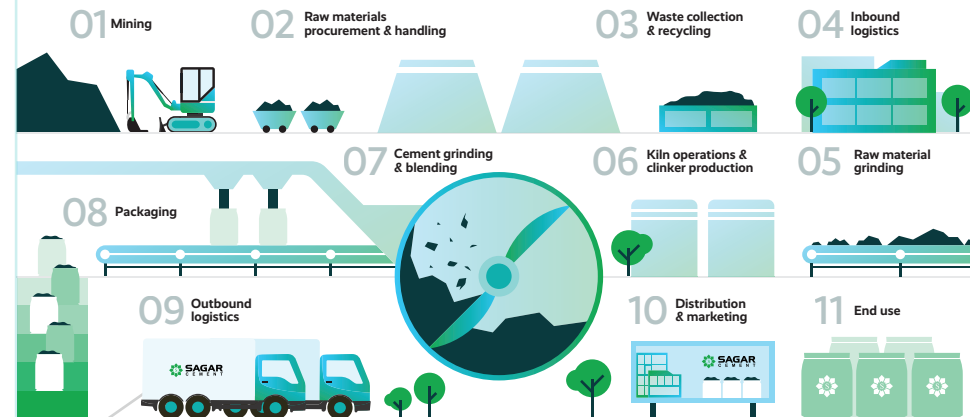 01 Mining
02 Raw materials
procurement & handling
03 Waste collection
& recycling
04 Inbound
logistics
05 Raw material
grinding
06 Kiln operations &
clinker production
07 Cement grinding
& blending
08 Packaging
09 Outbound
logistics
SAGAR
CEMENT
10 Distribution
& marketing
SAGAR
CEMENT
11 End use